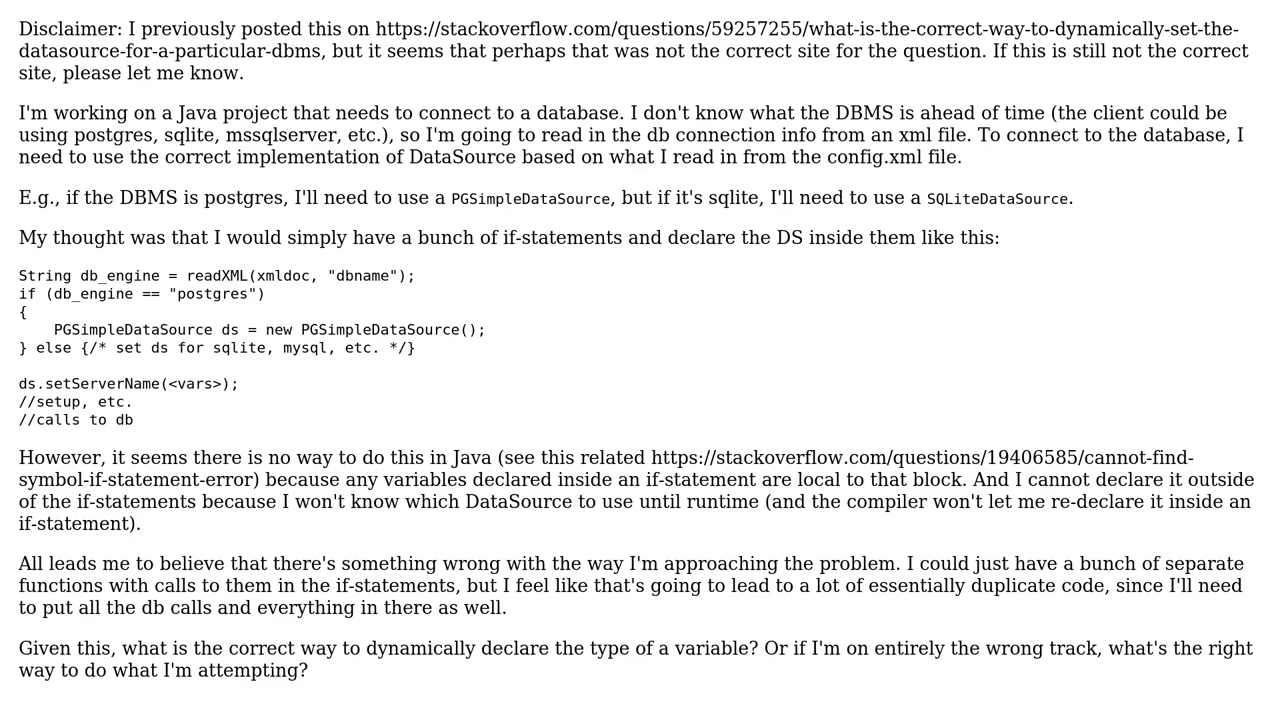 Disclaimer: I previously posted this on https://stackoverflow.com/questions/59257255/what-is-the-correct-way-to-dynamically-set-the-
datasource-for-a-particular-dbms, but it seems that perhaps that was not the correct site for the question. If this is still not the correct
site, please let me know.
I'm working on a Java project that needs to connect to a database. I don't know what the DBMS is ahead of time (the client could be
using postgres, sqlite, mssqlserver, etc.), so I'm going to read in the db connection info from an xml file. To connect to the database, I
need to use the correct implementation of DataSource based on what I read in from the config.xml file.
E.g., if the DBMS is postgres, I'll need to use a PGSimpleDataSource, but if it's sqlite, I'll need to use a SQLiteDataSource.
My thought was that I would simply have a bunch of if-statements and declare the DS inside them like this:
String db_engine = readXML(xmldoc, "dbname");
if (db_engine == "postgres")
{
    PGSimpleDataSource ds = new PGSimpleDataSource();
} else {/* set ds for sqlite, mysql, etc. */}
ds.setServerName(<vars>);
//setup, etc.
//calls to db
However, it seems there is no way to do this in Java (see this related https://stackoverflow.com/questions/19406585/cannot-find-
symbol-if-statement-error) because any variables declared inside an if-statement are local to that block. And I cannot declare it outside
of the if-statements because I won't know which DataSource to use until runtime (and the compiler won't let me re-declare it inside an
if-statement).
All leads me to believe that there's something wrong with the way I'm approaching the problem. I could just have a bunch of separate
functions with calls to them in the if-statements, but I feel like that's going to lead to a lot of essentially duplicate code, since I'll need
to put all the db calls and everything in there as well.
Given this, what is the correct way to dynamically declare the type of a variable? Or if I'm on entirely the wrong track, what's the right
way to do what I'm attempting?